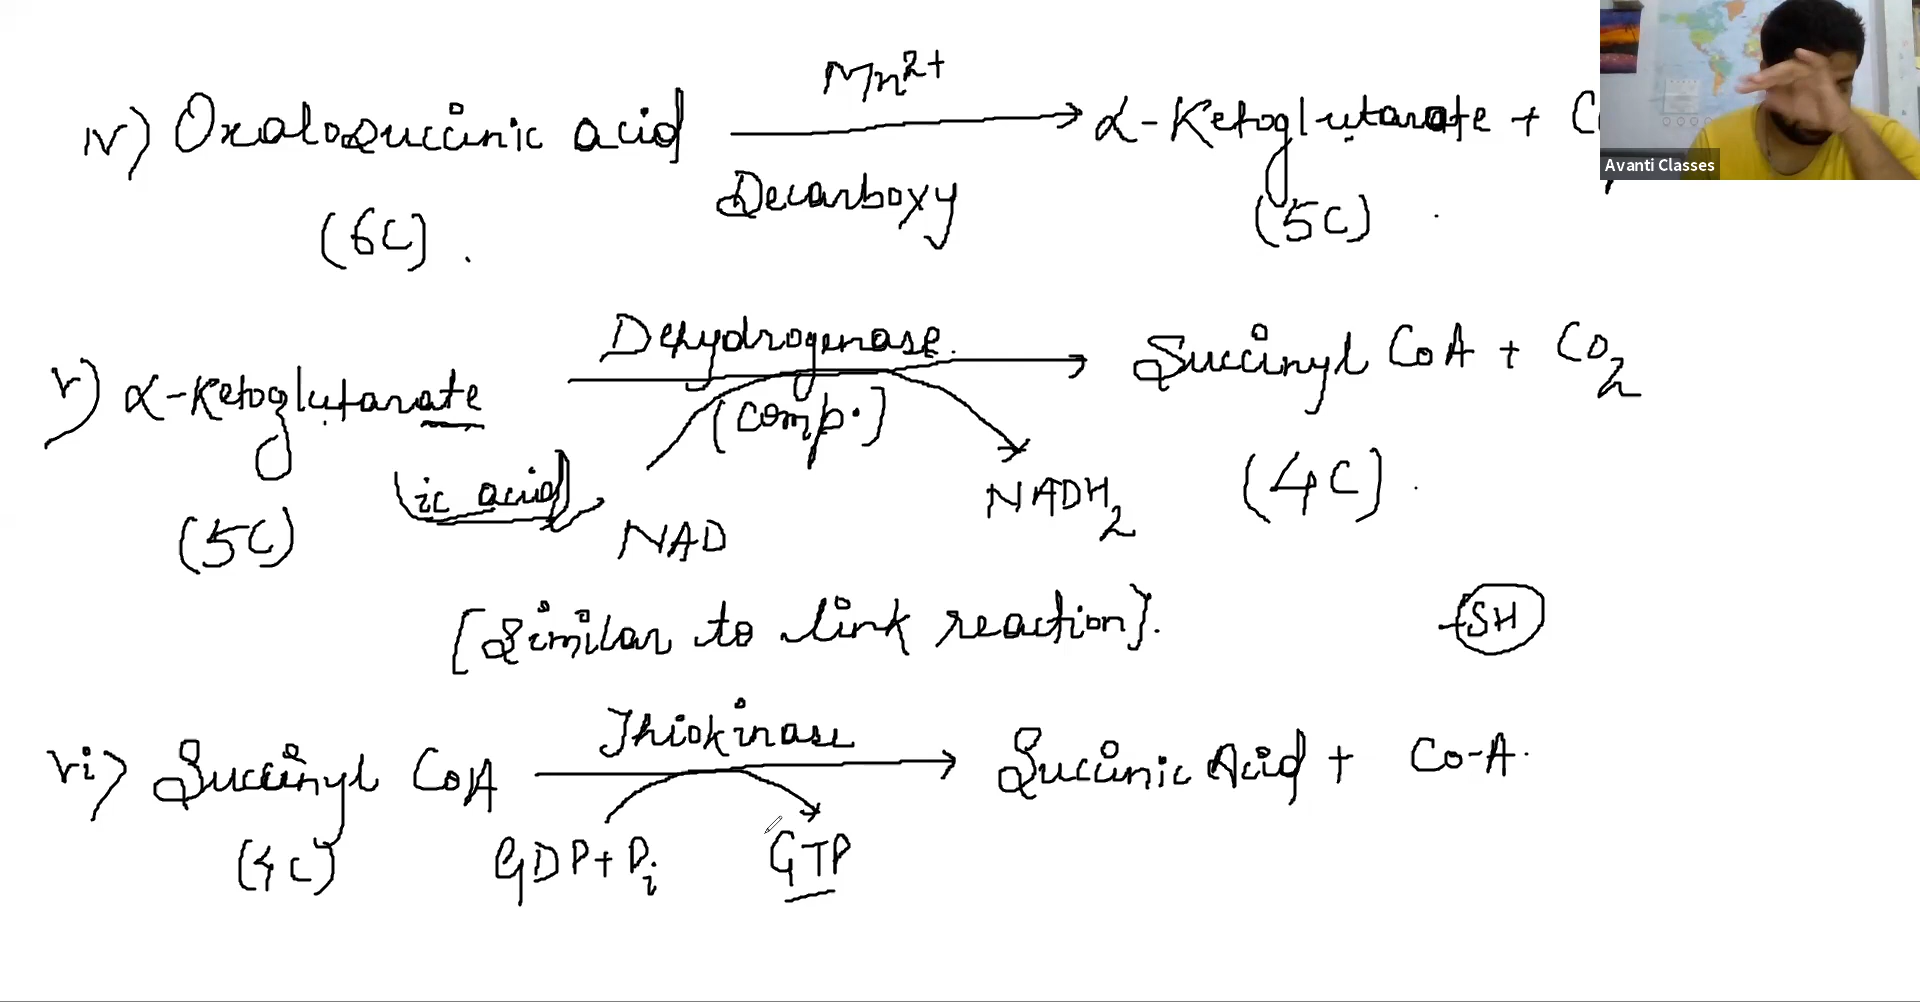 Mn2+
iv) Oxalosuccinic acid ⟶ α-Ketoglutarate + C
Decarboxy
(6C). (5C)
Avanti Classes
Dehydrogenase.
v) α-Ketoglutarate ⟶ Succinyl CoA + CO2
(comp.)
(ic acid)
(5C) NAD NADH2 (4C).
[Similar to link reaction]. -SH
Thiokinase
vi) Succinyl CoA ⟶ Succinic Acid + Co-A.
(4C) GDP+Pi GTP